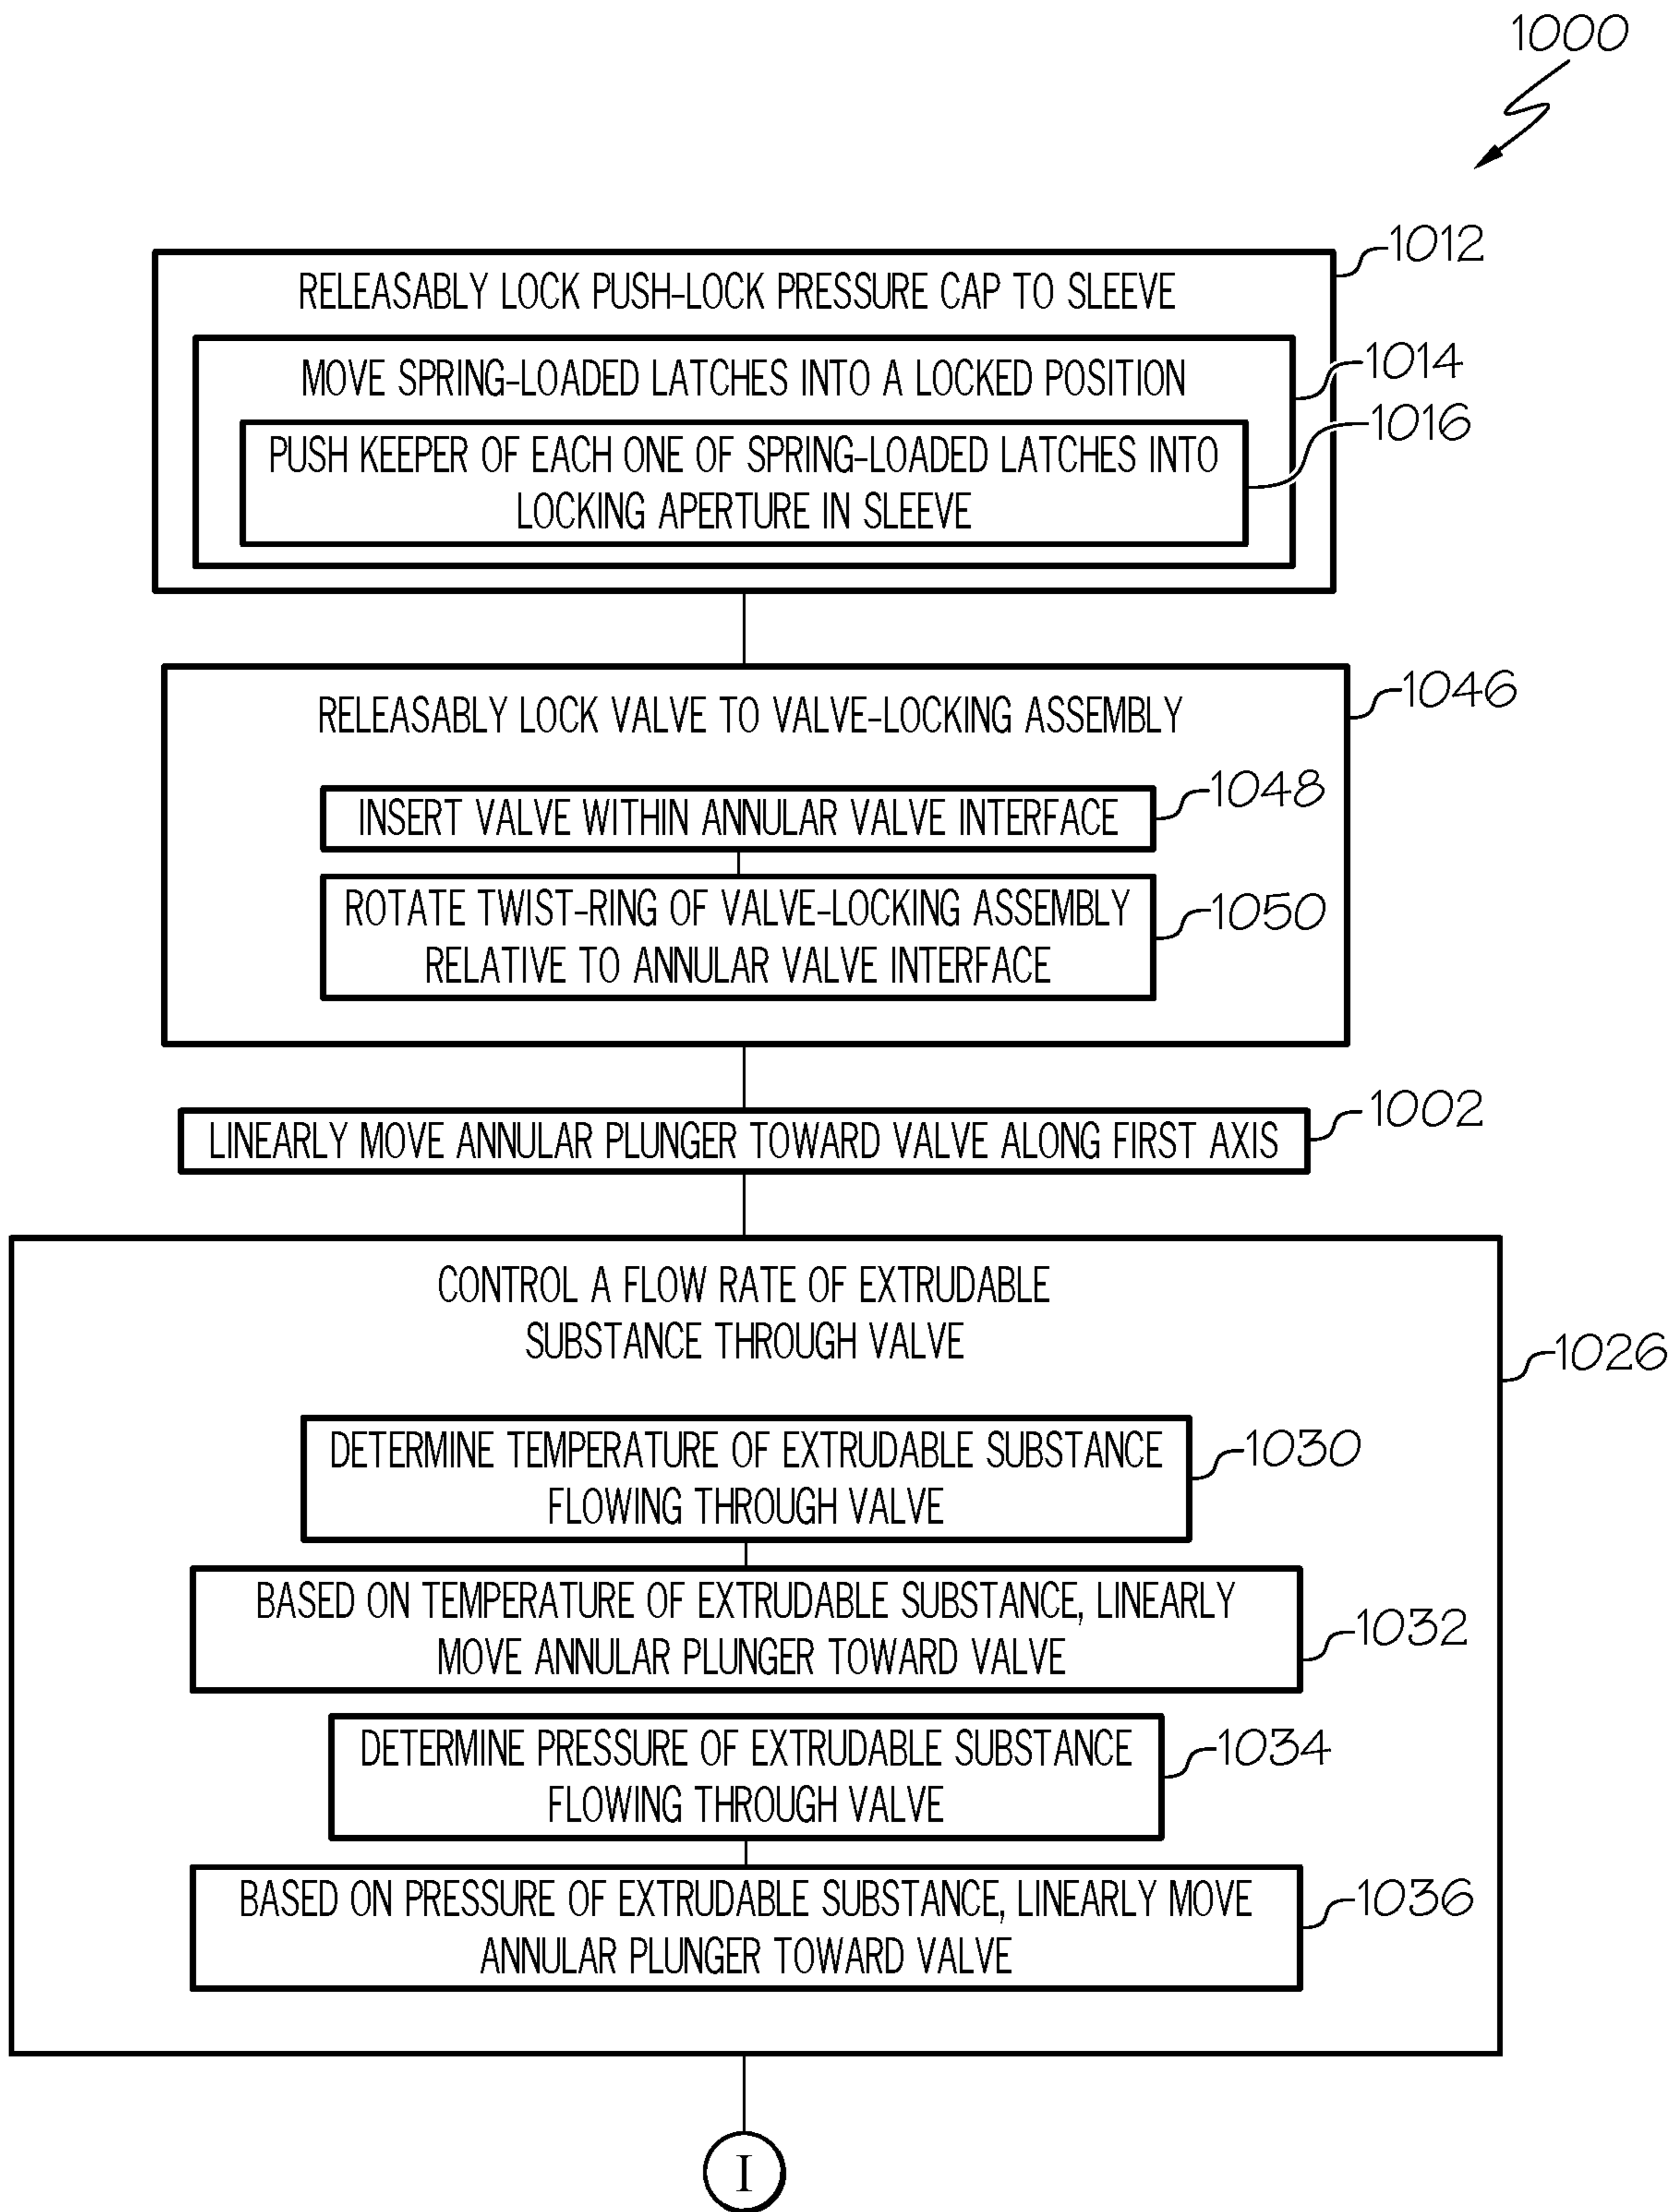 1000
1012
RELEASABLY LOCK PUSH-LOCK PRESSURE CAP TO SLEEVE
1014
MOVE SPRING-LOADED LATCHES INTO A LOCKED POSITION
1016
PUSH KEEPER OF EACH ONE OF SPRING-LOADED LATCHES INTO
LOCKING APERTURE IN SLEEVE
1046
RELEASABLY LOCK VALVE TO VALVE-LOCKING ASSEMBLY
1048
INSERT VALVE WITHIN ANNULAR VALVE INTERFACE
ROTATE TWIST-RING OF VALVE-LOCKING ASSEMBLY
1050
RELATIVE TO ANNULAR VALVE INTERFACE
1002
LINEARLY MOVE ANNULAR PLUNGER TOWARD VALVE ALONG FIRST AXIS
CONTROL A FLOW RATE OF EXTRUDABLE
SUBSTANCE THROUGH VALVE
1026
DETERMINE TEMPERATURE OF EXTRUDABLE SUBSTANCE
1030
FLOWING THROUGH VALVE
BASED ON TEMPERATURE OF EXTRUDABLE SUBSTANCE, LINEARLY
1032
MOVE ANNULAR PLUNGER TOWARD VALVE
DETERMINE PRESSURE OF EXTRUDABLE SUBSTANCE
1034
FLOWING THROUGH VALVE
BASED ON PRESSURE OF EXTRUDABLE SUBSTANCE, LINEARLY MOVE
1036
ANNULAR PLUNGER TOWARD VALVE
I